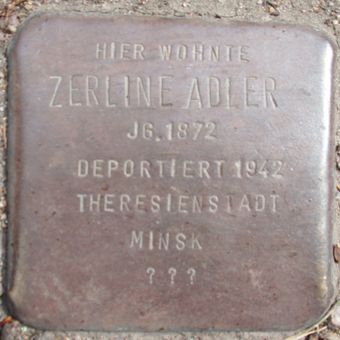 HIER WOHNTE
ZERLINE ADLER
JG. 1872
DEPORTIERT 1942
THERESIENSTADT
MINSK
???